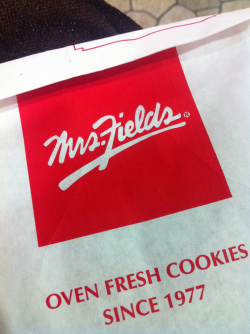 Mrs. Fields®
OVEN FRESH COOKIES
SINCE 1977